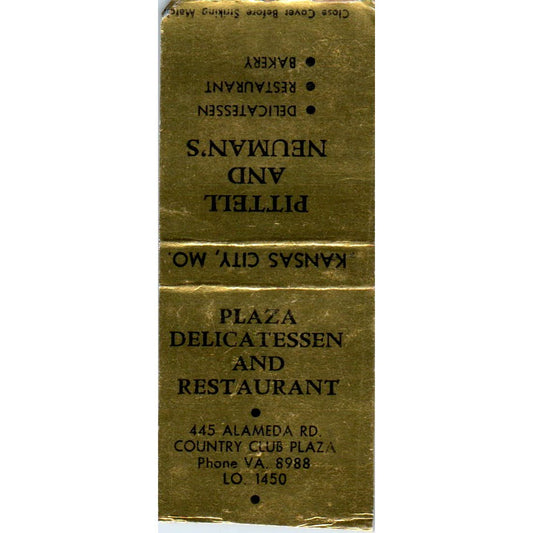 PITTELL
AND
NEUMAN'S
● DELICATESSEN
● RESTAURANT
● BAKERY
Close Cover Before Striking Match
KANSAS CITY, MO.
PLAZA
DELICATESSEN
AND
RESTAURANT
●
445 ALAMEDA RD.
COUNTRY CLUB PLAZA
Phone VA. 8988
LO. 1450
●